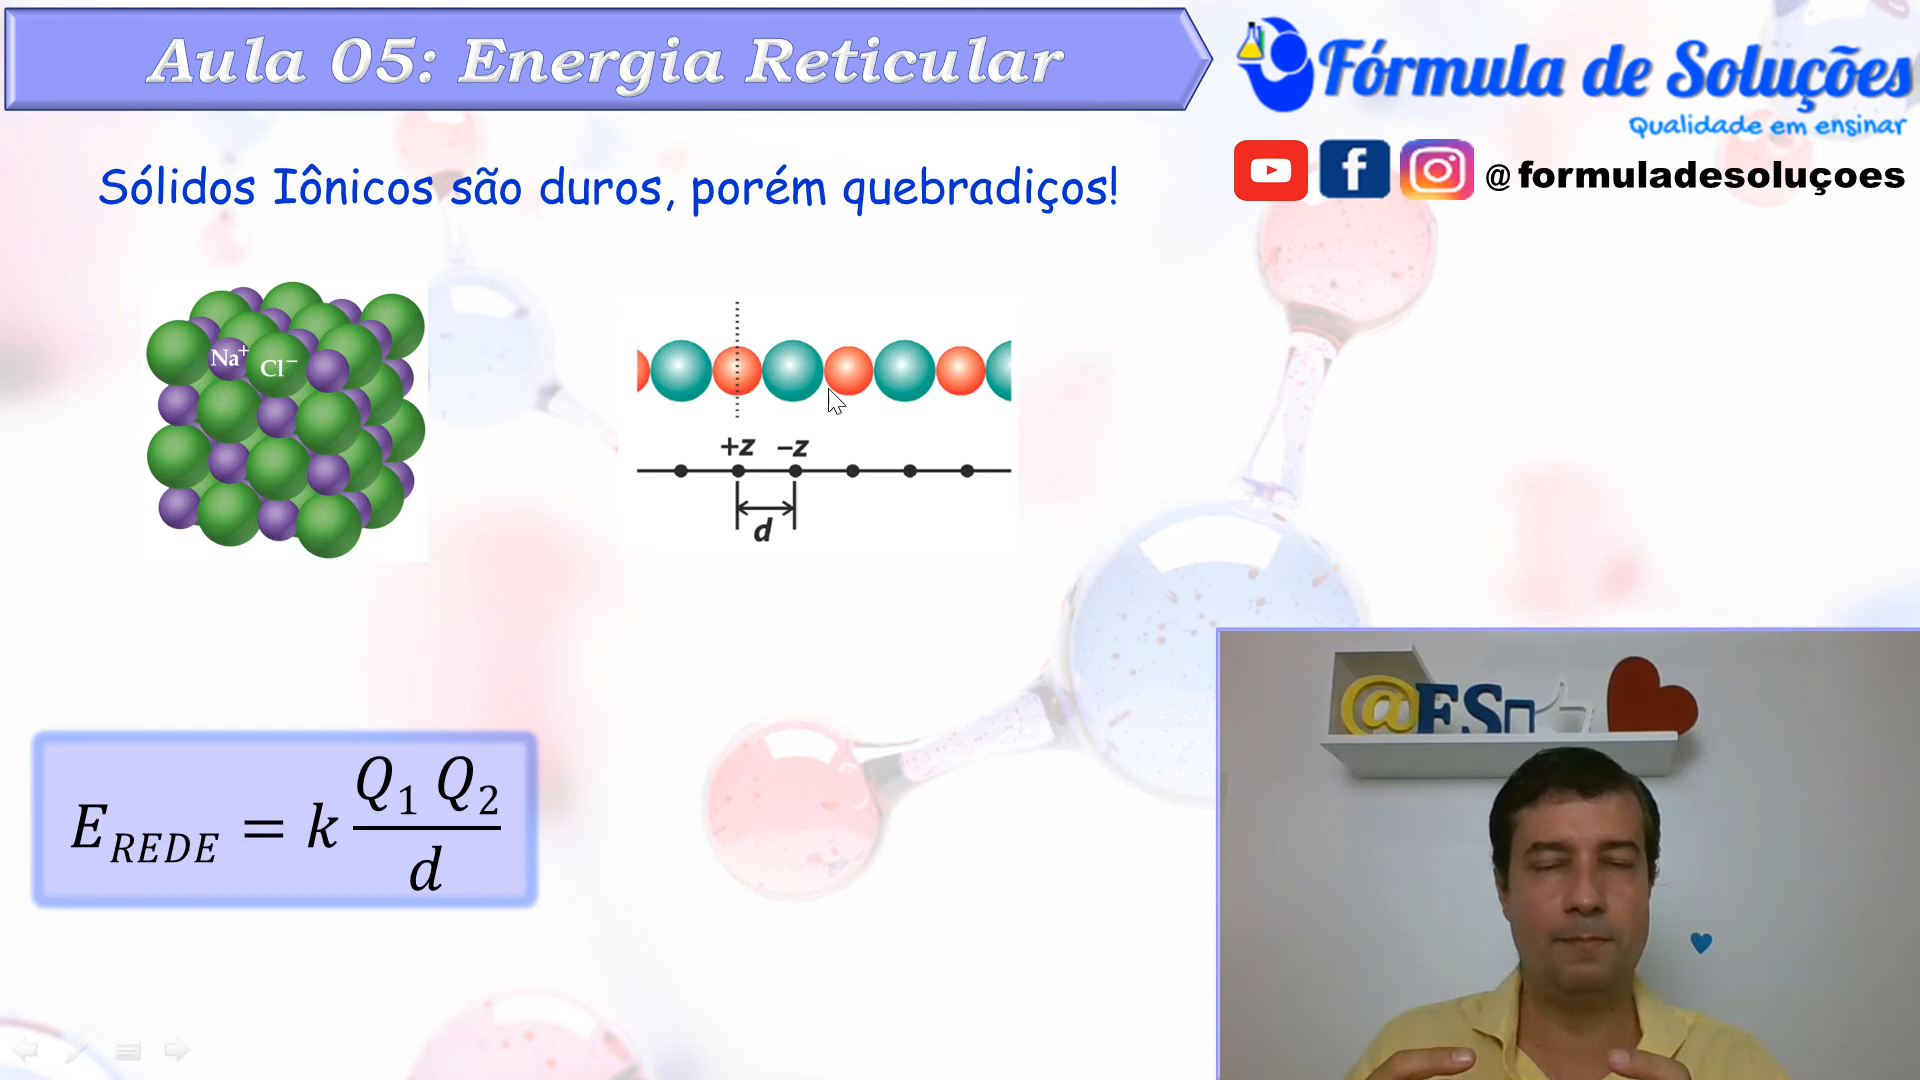 Aula 05: Energia Reticular
Fórmula de Soluções
Qualidade em ensinar
@formuladesoluçoes
Sólidos Iônicos são duros, porém quebradiços!
Na⁺
Cl⁻
+z –z
d
E_REDE = k Q₁ Q₂ / d
@FS